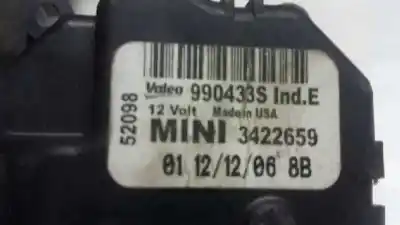 Valeo 990433S Ind.E
12 Volt Made in USA
MINI 3422659
01 12/12/06 8B
52098